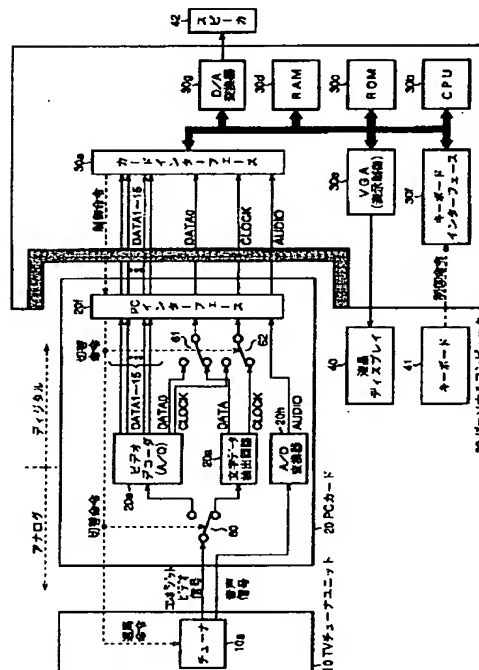 42
スピーカ
30g
D/A
変換器
30d
RAM
ROM
30b
CPU
30a
カードインターフェース
30e
VGA
(表示制御)
30f
キーボード
インターフェース
制御命令
DATA1~15
DATA0
CLOCK
AUDIO
20f
PCインターフェース
61
62
切替
命令
DATA1~15
DATA0
CLOCK
DATA
CLOCK
20h
AUDIO
ビデオ
デコーダ
(A/D)
20a
文字データ
抽出回路
A/D
変換器
切替命令
60
コンポジット
ビデオ
信号
音声
信号
選局
命令
チューナ
10a
10 TVチューナユニット
20 PCカード
40
液晶
ディスプレイ
41
キーボード
制御命令
アナログ
ディジタル